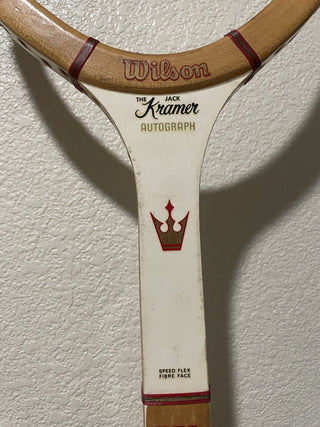 Wilson
THE JACK
Kramer
AUTOGRAPH
SPEED FLEX
FIBRE FACE